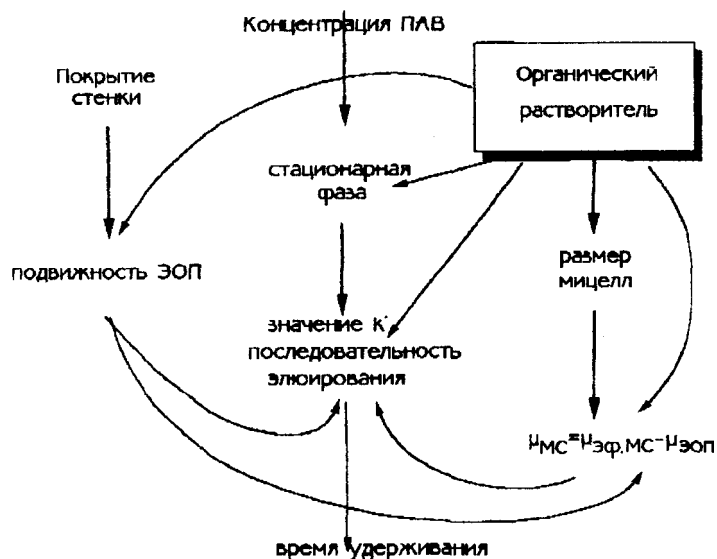 Концентрация ПАВ
Покрытие
стенки
Органический
растворитель
стационарная
фаза
подвижность ЭОП
размер
мицелл
значение К'
последовательность
элюирования
μМС=μЭф.МС-μЭОП
время удерживания